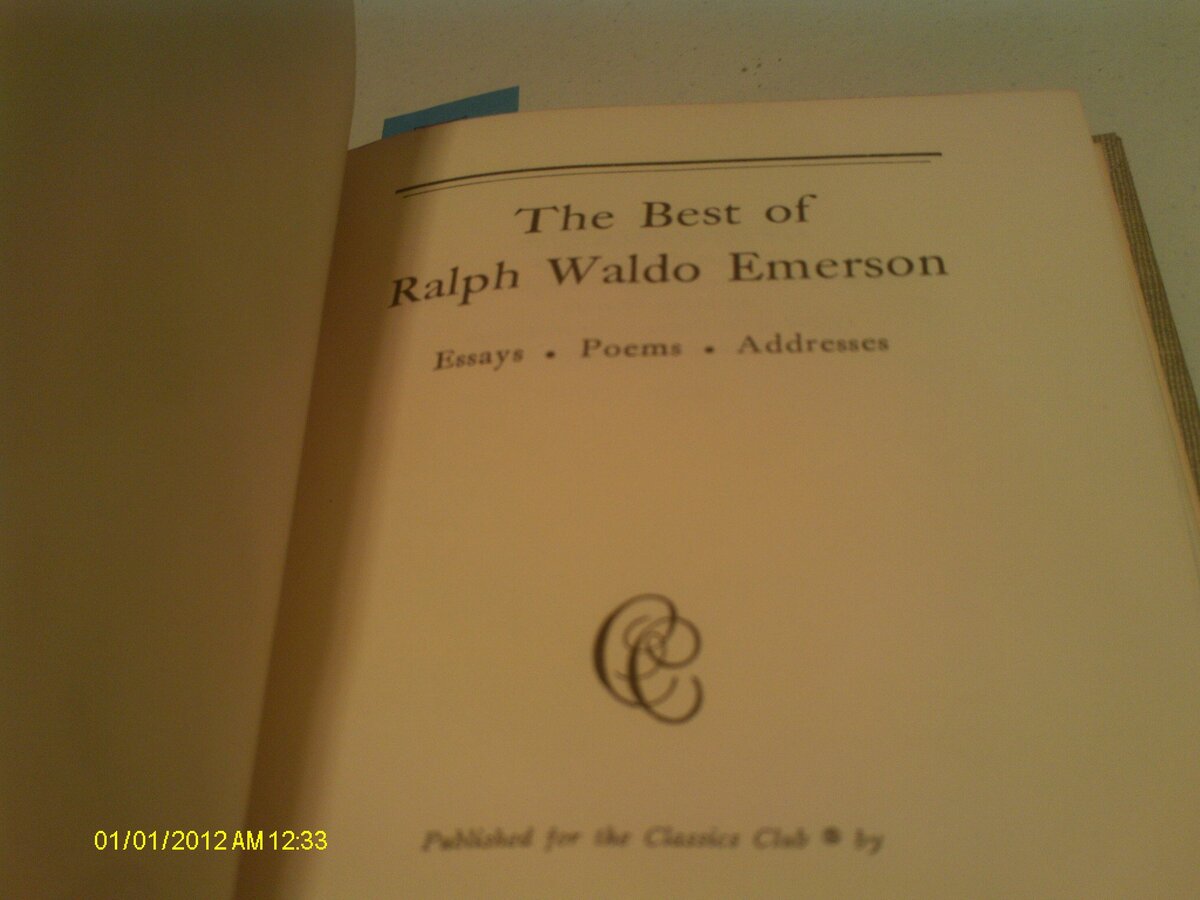 The Best of
Ralph Waldo Emerson
Essays • Poems • Addresses
CC
Published for the Classics Club ® by
01/01/2012 AM 12:33